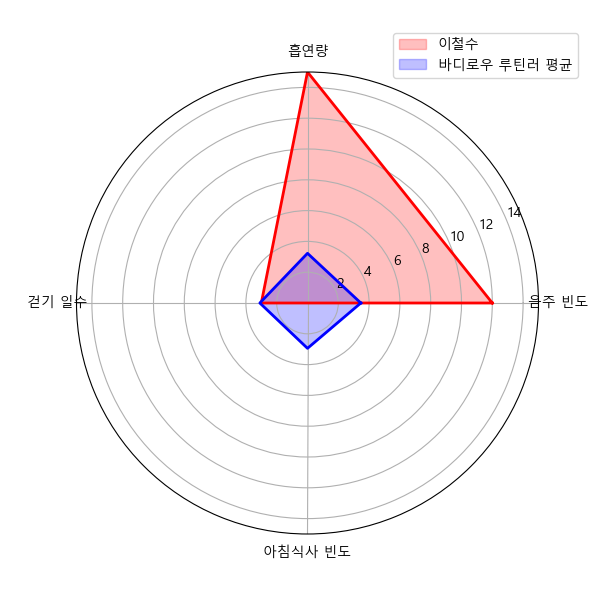 이철수
바디로우 루틴러 평균
흡연량
14
12
10
8
6
4
2
걷기 일수
음주 빈도
아침식사 빈도